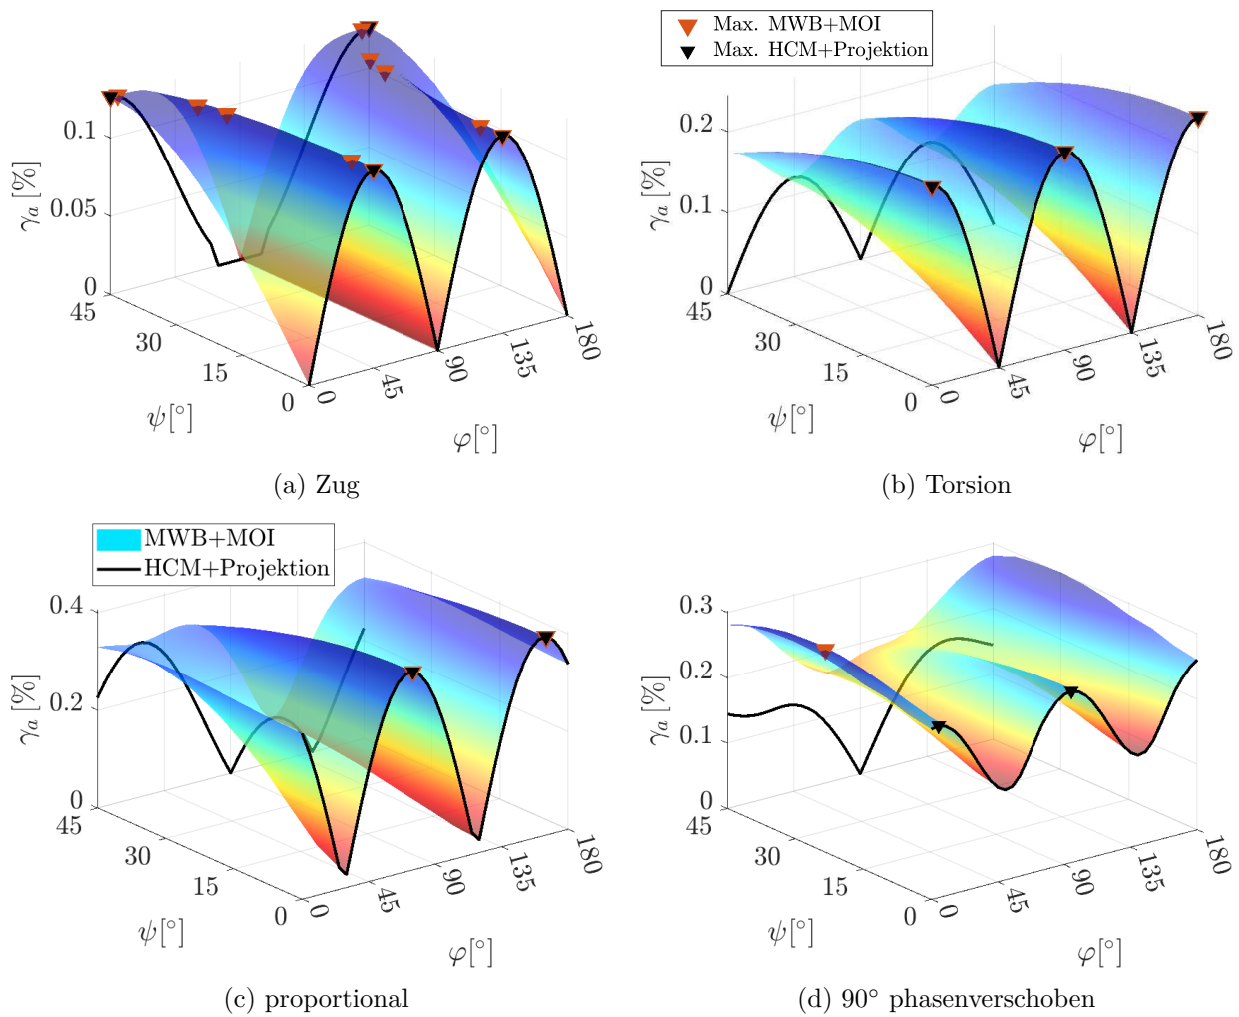 Max. MWB+MOI
Max. HCM+Projektion
γa [%]
0.1
0.05
0
45
30
15
0
ψ[°]
0
45
90
135
180
φ[°]
(a) Zug
γa [%]
0.2
0.1
0
45
30
15
0
ψ[°]
0
45
90
135
180
φ[°]
(b) Torsion
MWB+MOI
HCM+Projektion
γa [%]
0.4
0.2
0
45
30
15
0
ψ[°]
0
45
90
135
180
φ[°]
(c) proportional
γa [%]
0.3
0.2
0.1
0
45
30
15
0
ψ[°]
0
45
90
135
180
φ[°]
(d) 90° phasenverschoben